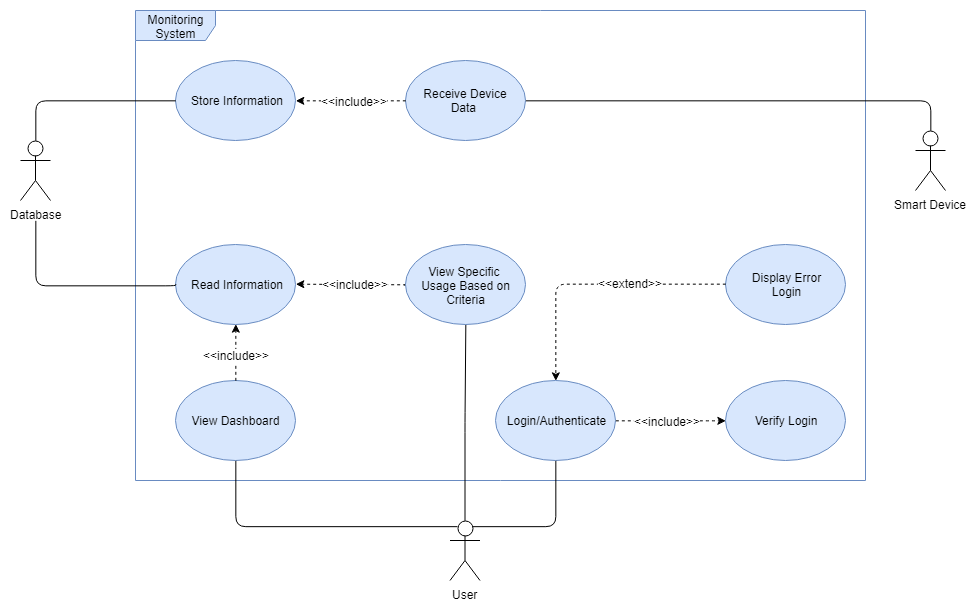 Monitoring
System
Store Information
<<include>>
Receive Device
Data
Database
Smart Device
Read Information
<<include>>
View Specific
Usage Based on
Criteria
<<extend>>
Display Error
Login
<<include>>
View Dashboard
Login/Authenticate
<<include>>
Verify Login
User